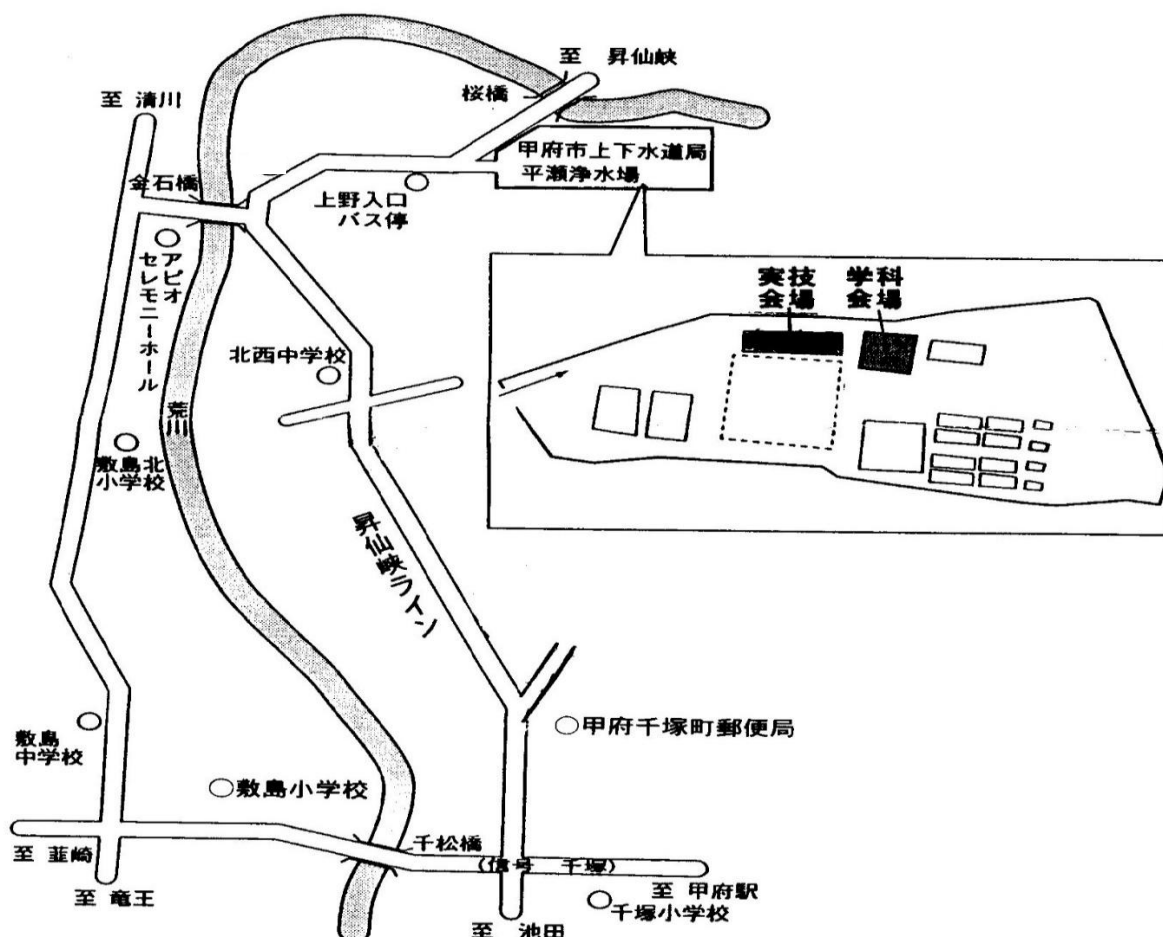 至 昇仙峡
桜橋
至 清川
甲府市上下水道局
平瀬浄水場
金石橋
上野入口
バス停
アピオ
セレモニーホール
実技
会場
学科
会場
北西中学校
荒川
敷島北
小学校
昇仙峡ライン
敷島
中学校
甲府千塚町郵便局
敷島小学校
千松橋
(信号 千塚)
至 韮崎
至 竜王
至 甲府駅
千塚小学校
至 池田